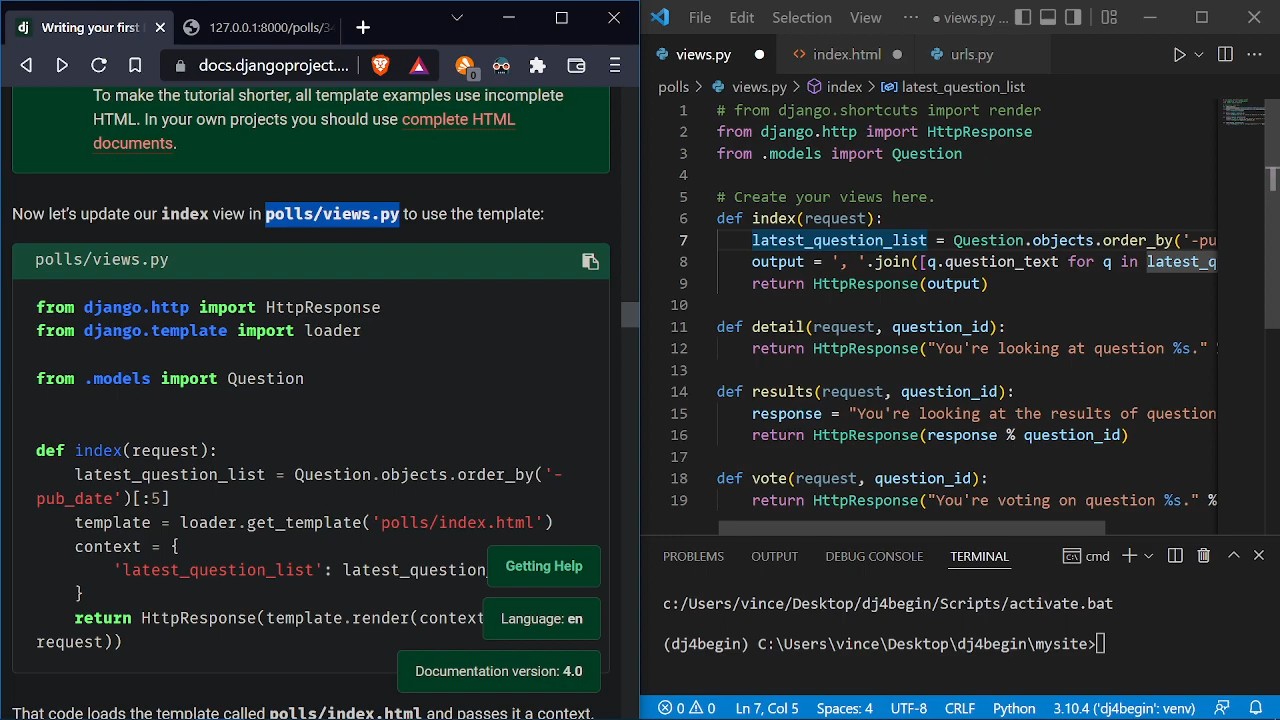 dj Writing your first
127.0.0.1:8000/polls/34
docs.djangoproject....
0
To make the tutorial shorter, all template examples use incomplete
HTML. In your own projects you should use complete HTML
documents.
Now let's update our index view in polls/views.py to use the template:
polls/views.py
from django.http import HttpResponse
from django.template import loader
from .models import Question
def index(request):
latest_question_list = Question.objects.order_by('-
pub_date')[:5]
template = loader.get_template('polls/index.html')
context = {
'latest_question_list': latest_question_
}
return HttpResponse(template.render(context
request))
Getting Help
Language: en
Documentation version: 4.0
That code loads the template called polls/index.html and passes it a context.
File Edit Selection View ··· ● views.py ...
views.py
index.html
urls.py
polls > views.py > index > latest_question_list
1 # from django.shortcuts import render
2 from django.http import HttpResponse
3 from .models import Question
4
5 # Create your views here.
6 def index(request):
7 latest_question_list = Question.objects.order_by('-pu
8 output = ', '.join([q.question_text for q in latest_q
9 return HttpResponse(output)
10
11 def detail(request, question_id):
12 return HttpResponse("You're looking at question %s."
13
14 def results(request, question_id):
15 response = "You're looking at the results of question
16 return HttpResponse(response % question_id)
17
18 def vote(request, question_id):
19 return HttpResponse("You're voting on question %s." %
PROBLEMS OUTPUT DEBUG CONSOLE TERMINAL cmd
c:/Users/vince/Desktop/dj4begin/Scripts/activate.bat
(dj4begin) C:\Users\vince\Desktop\dj4begin\mysite>
0 0 Ln 7, Col 5 Spaces: 4 UTF-8 CRLF Python 3.10.4 ('dj4begin': venv)